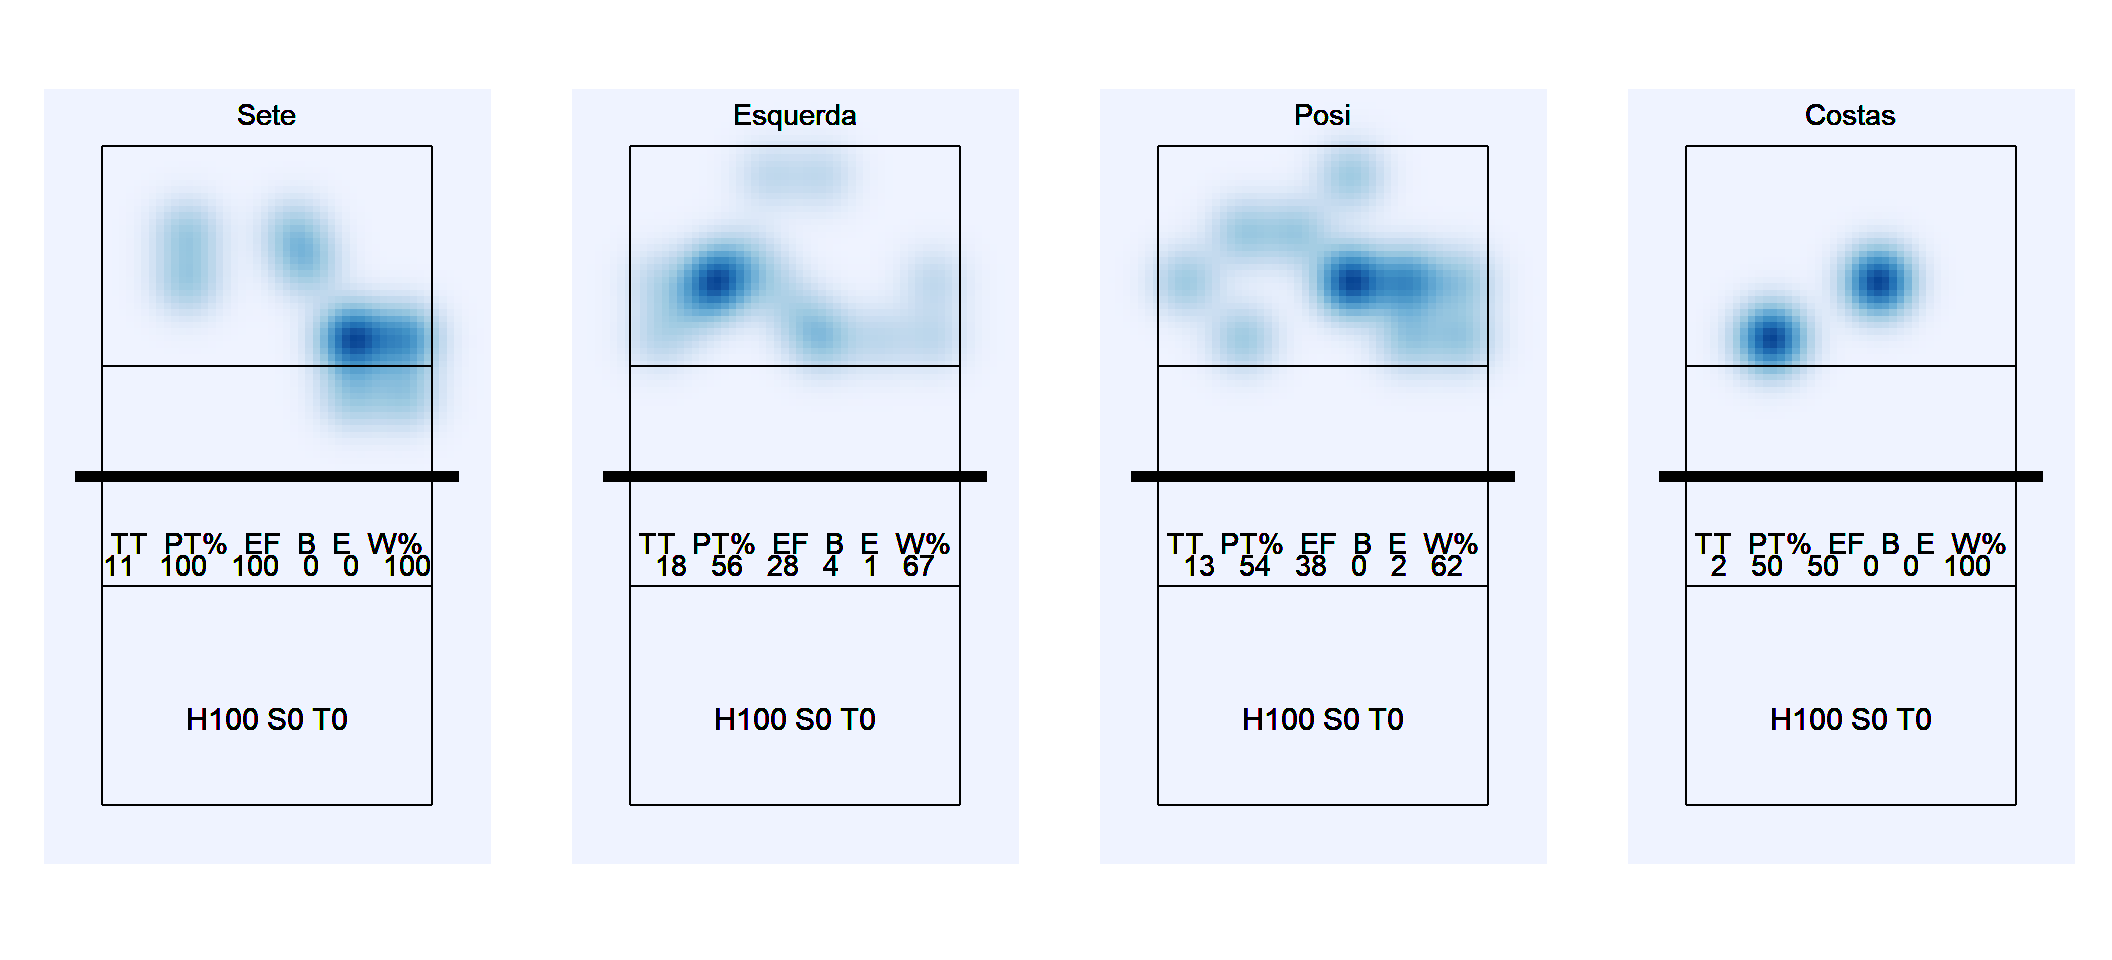 Sete
TT PT% EF B E W%
11 100 100 0 0 100
H100 S0 T0
Esquerda
TT PT% EF B E W%
18 56 28 4 1 67
H100 S0 T0
Posi
TT PT% EF B E W%
13 54 38 0 2 62
H100 S0 T0
Costas
TT PT% EF B E W%
2 50 50 0 0 100
H100 S0 T0